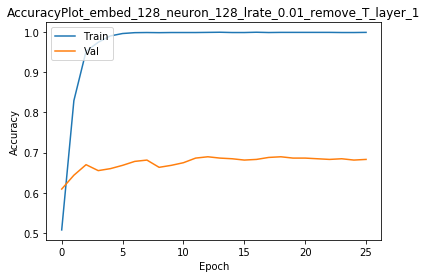 AccuracyPlot_embed_128_neuron_128_lrate_0.01_remove_T_layer_1
Train
Val
1.0
0.9
0.8
0.7
0.6
0.5
Accuracy
0
5
10
15
20
25
Epoch